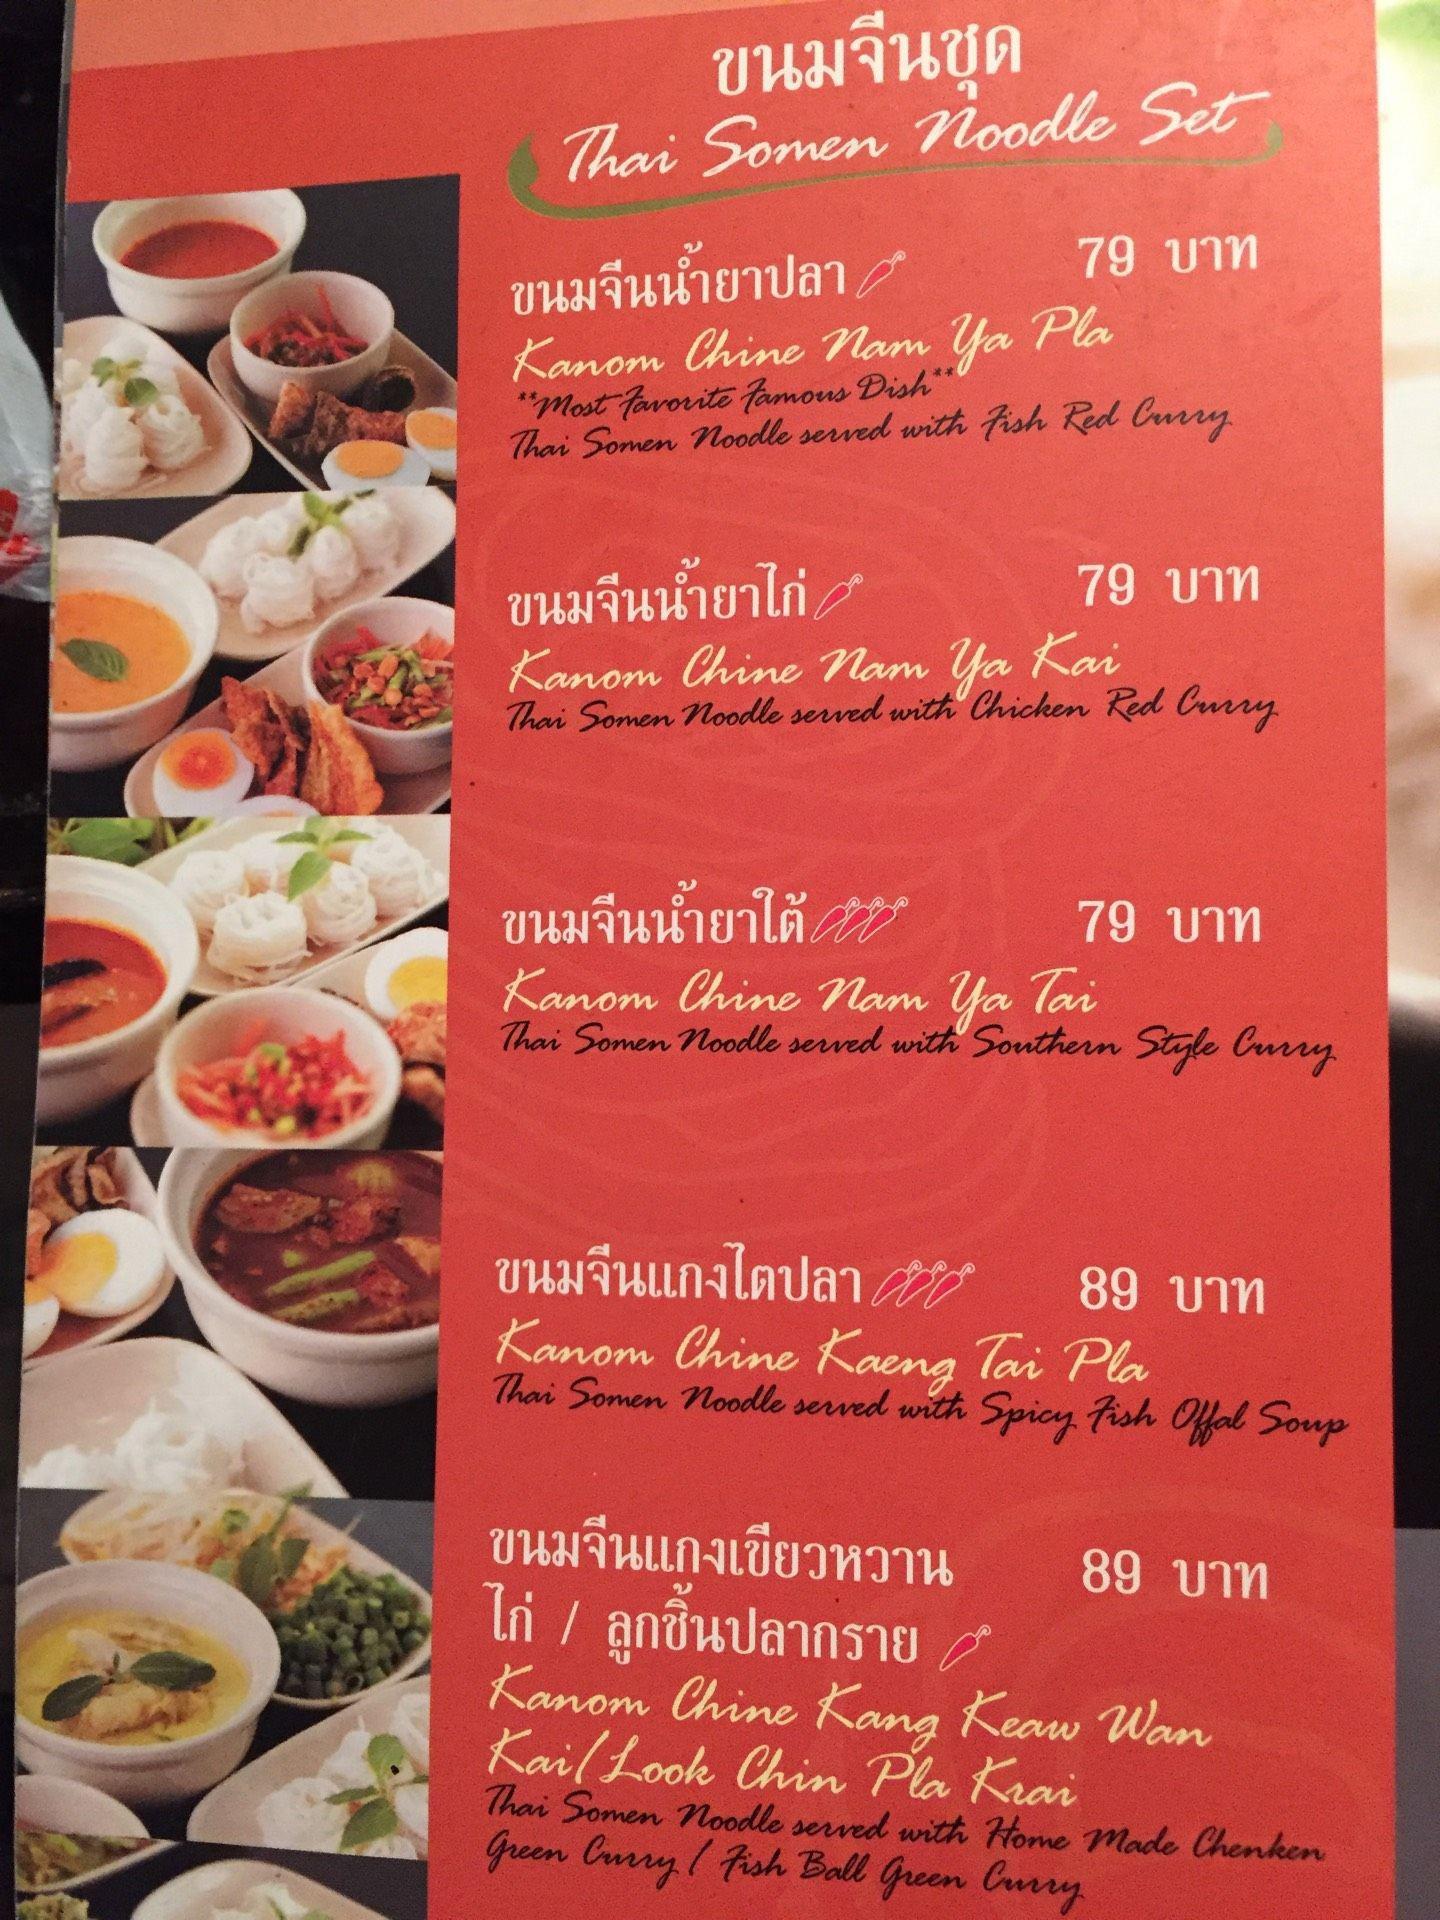 ขนมจีนชุด
Thai Somen Noodle Set
ขนมจีนน้ำยาปลา 79 บาท
Kanom Chine Nam Ya Pla
**Most Favorite Famous Dish**
Thai Somen Noodle served with Fish Red Curry
ขนมจีนน้ำยาไก่ 79 บาท
Kanom Chine Nam Ya Kai
Thai Somen Noodle served with Chicken Red Curry
ขนมจีนน้ำยาใต้ 79 บาท
Kanom Chine Nam Ya Tai
Thai Somen Noodle served with Southern Style Curry
ขนมจีนแกงไตปลา 89 บาท
Kanom Chine Kaeng Tai Pla
Thai Somen Noodle served with Spicy Fish Offal Soup
ขนมจีนแกงเขียวหวาน 89 บาท
ไก่ / ลูกชิ้นปลากราย
Kanom Chine Kang Keaw Wan
Kai/Look Chin Pla Krai
Thai Somen Noodle served with Home Made Chenken
Green Curry / Fish Ball Green Curry